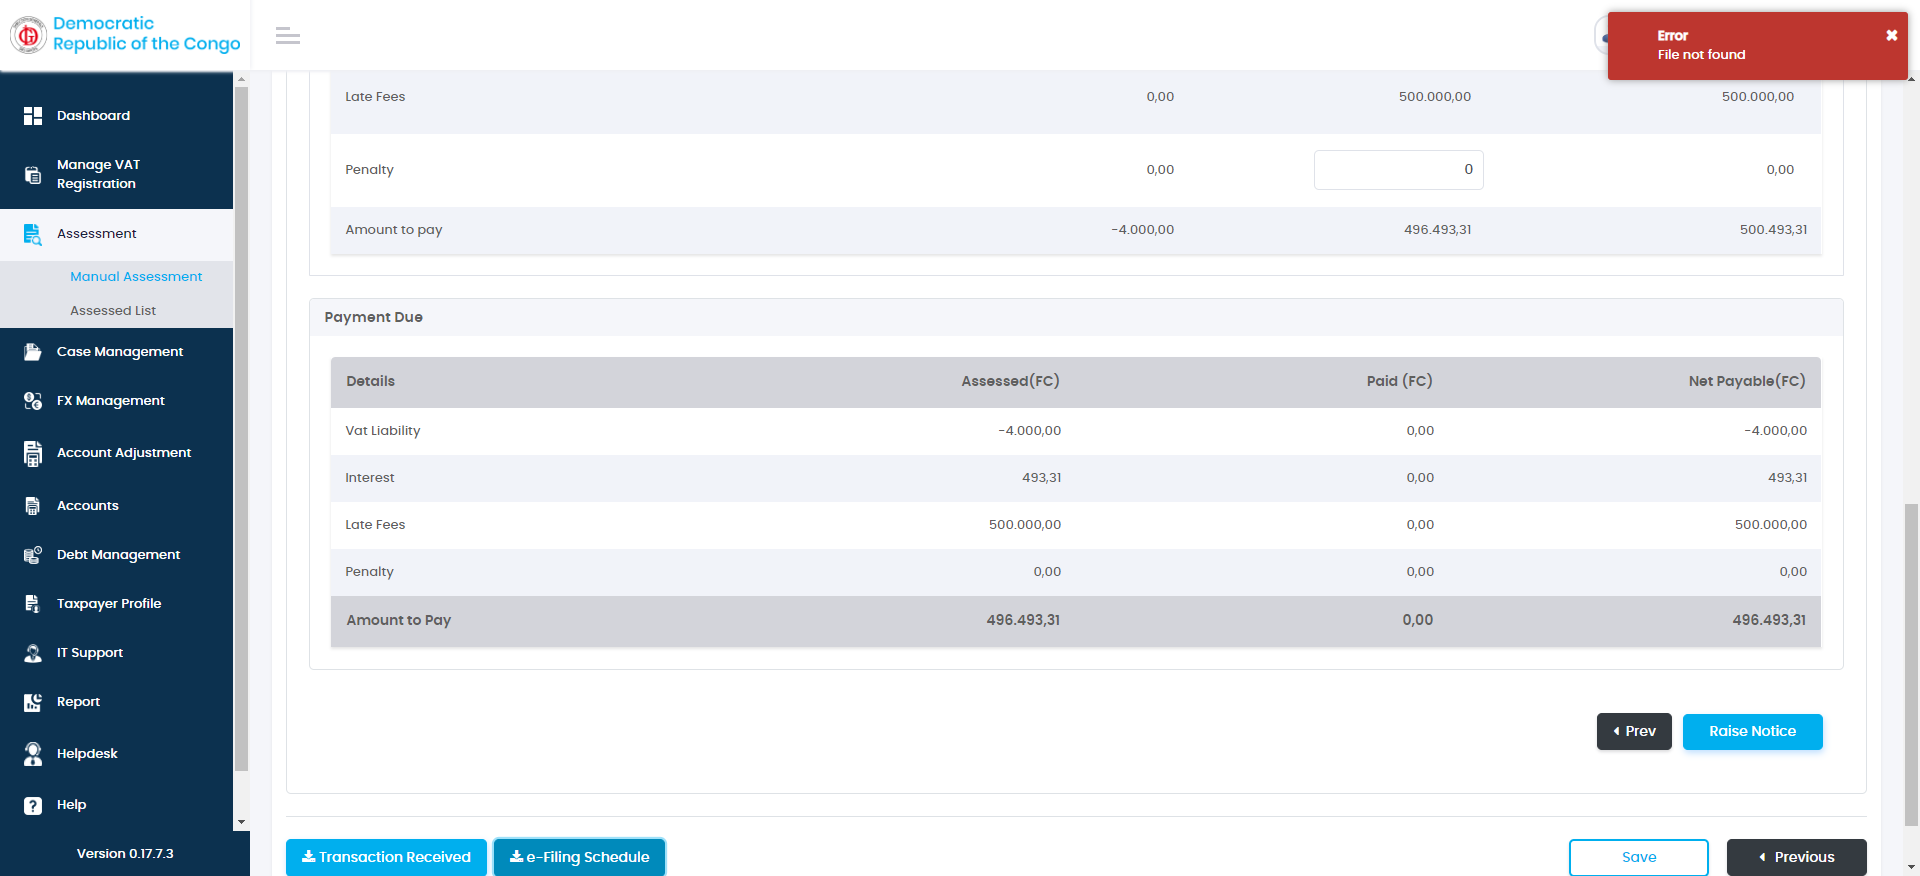 Democratic
Republic of the Congo
Error
File not found
Dashboard
Manage VAT
Registration
Assessment
Manual Assessment
Assessed List
Case Management
FX Management
Account Adjustment
Accounts
Debt Management
Taxpayer Profile
IT Support
Report
Helpdesk
Help
Version 0.17.7.3
Late Fees 0,00 500.000,00 500.000,00
Penalty 0,00 0 0,00
Amount to pay -4.000,00 496.493,31 500.493,31
Payment Due
Details Assessed(FC) Paid (FC) Net Payable(FC)
Vat Liability -4.000,00 0,00 -4.000,00
Interest 493,31 0,00 493,31
Late Fees 500.000,00 0,00 500.000,00
Penalty 0,00 0,00 0,00
Amount to Pay 496.493,31 0,00 496.493,31
Prev Raise Notice
Transaction Received e-Filing Schedule Save Previous